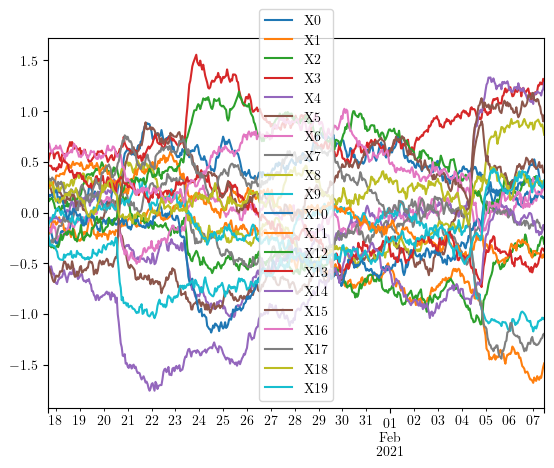 X0
X1
X2
X3
X4
X5
X6
X7
X8
X9
X10
X11
X12
X13
X14
X15
X16
X17
X18
X19
1.5
1.0
0.5
0.0
−0.5
−1.0
−1.5
18 19 20 21 22 23 24 25 26 27 28 29 30 31 01 02 03 04 05 06 07
Feb
2021